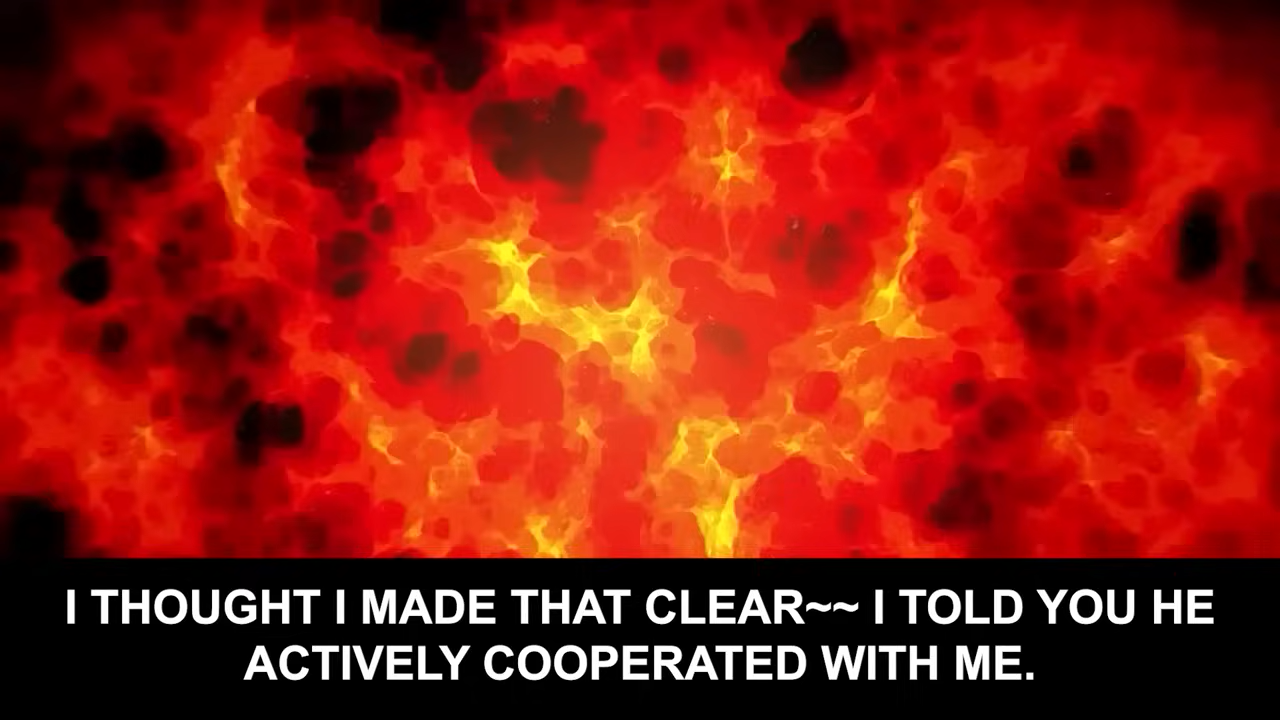 I THOUGHT I MADE THAT CLEAR~~ I TOLD YOU HE
ACTIVELY COOPERATED WITH ME.